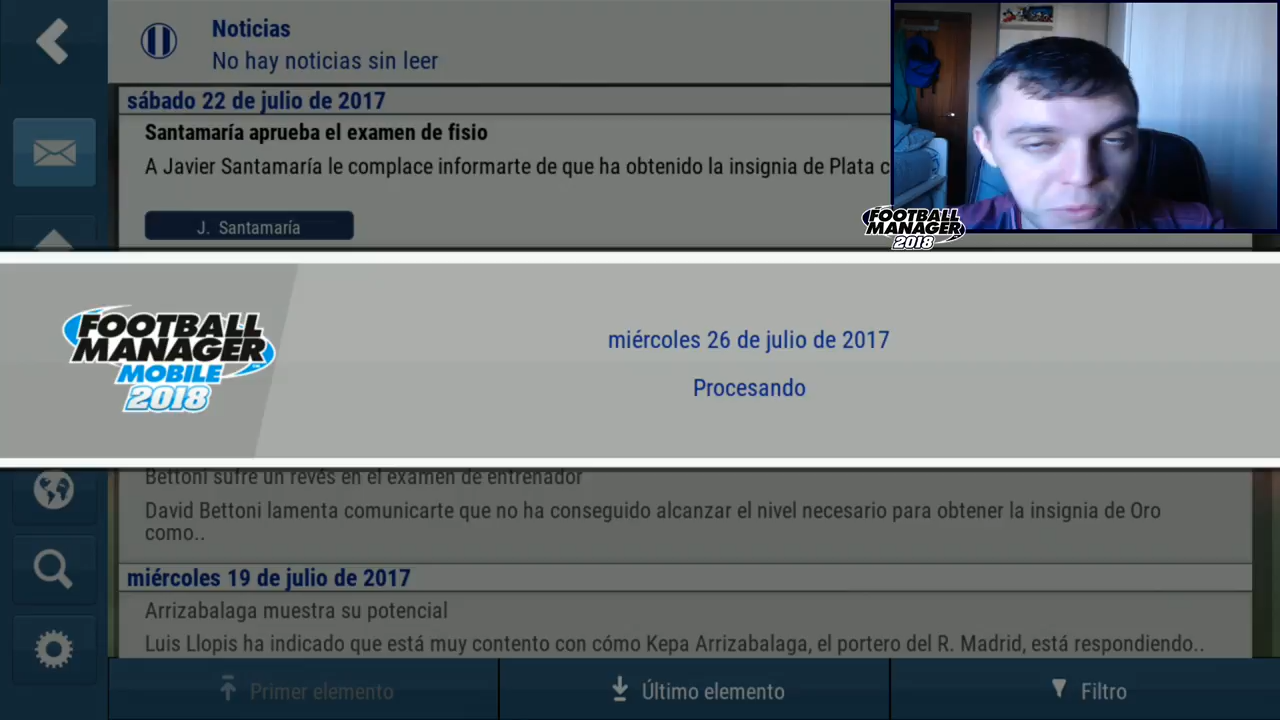 Noticias
No hay noticias sin leer
sábado 22 de julio de 2017
Santamaría aprueba el examen de fisio
A Javier Santamaría le complace informarte de que ha obtenido la insignia de Plata c
J. Santamaría
FOOTBALL
MANAGER
2018
FOOTBALL
MANAGER
MOBILE
2018
miércoles 26 de julio de 2017
Procesando
Bettoni sufre un revés en el examen de entrenador
David Bettoni lamenta comunicarte que no ha conseguido alcanzar el nivel necesario para obtener la insignia de Oro
como..
miércoles 19 de julio de 2017
Arrizabalaga muestra su potencial
Luis Llopis ha indicado que está muy contento con cómo Kepa Arrizabalaga, el portero del R. Madrid, está respondiendo..
Primer elemento
Último elemento
Filtro